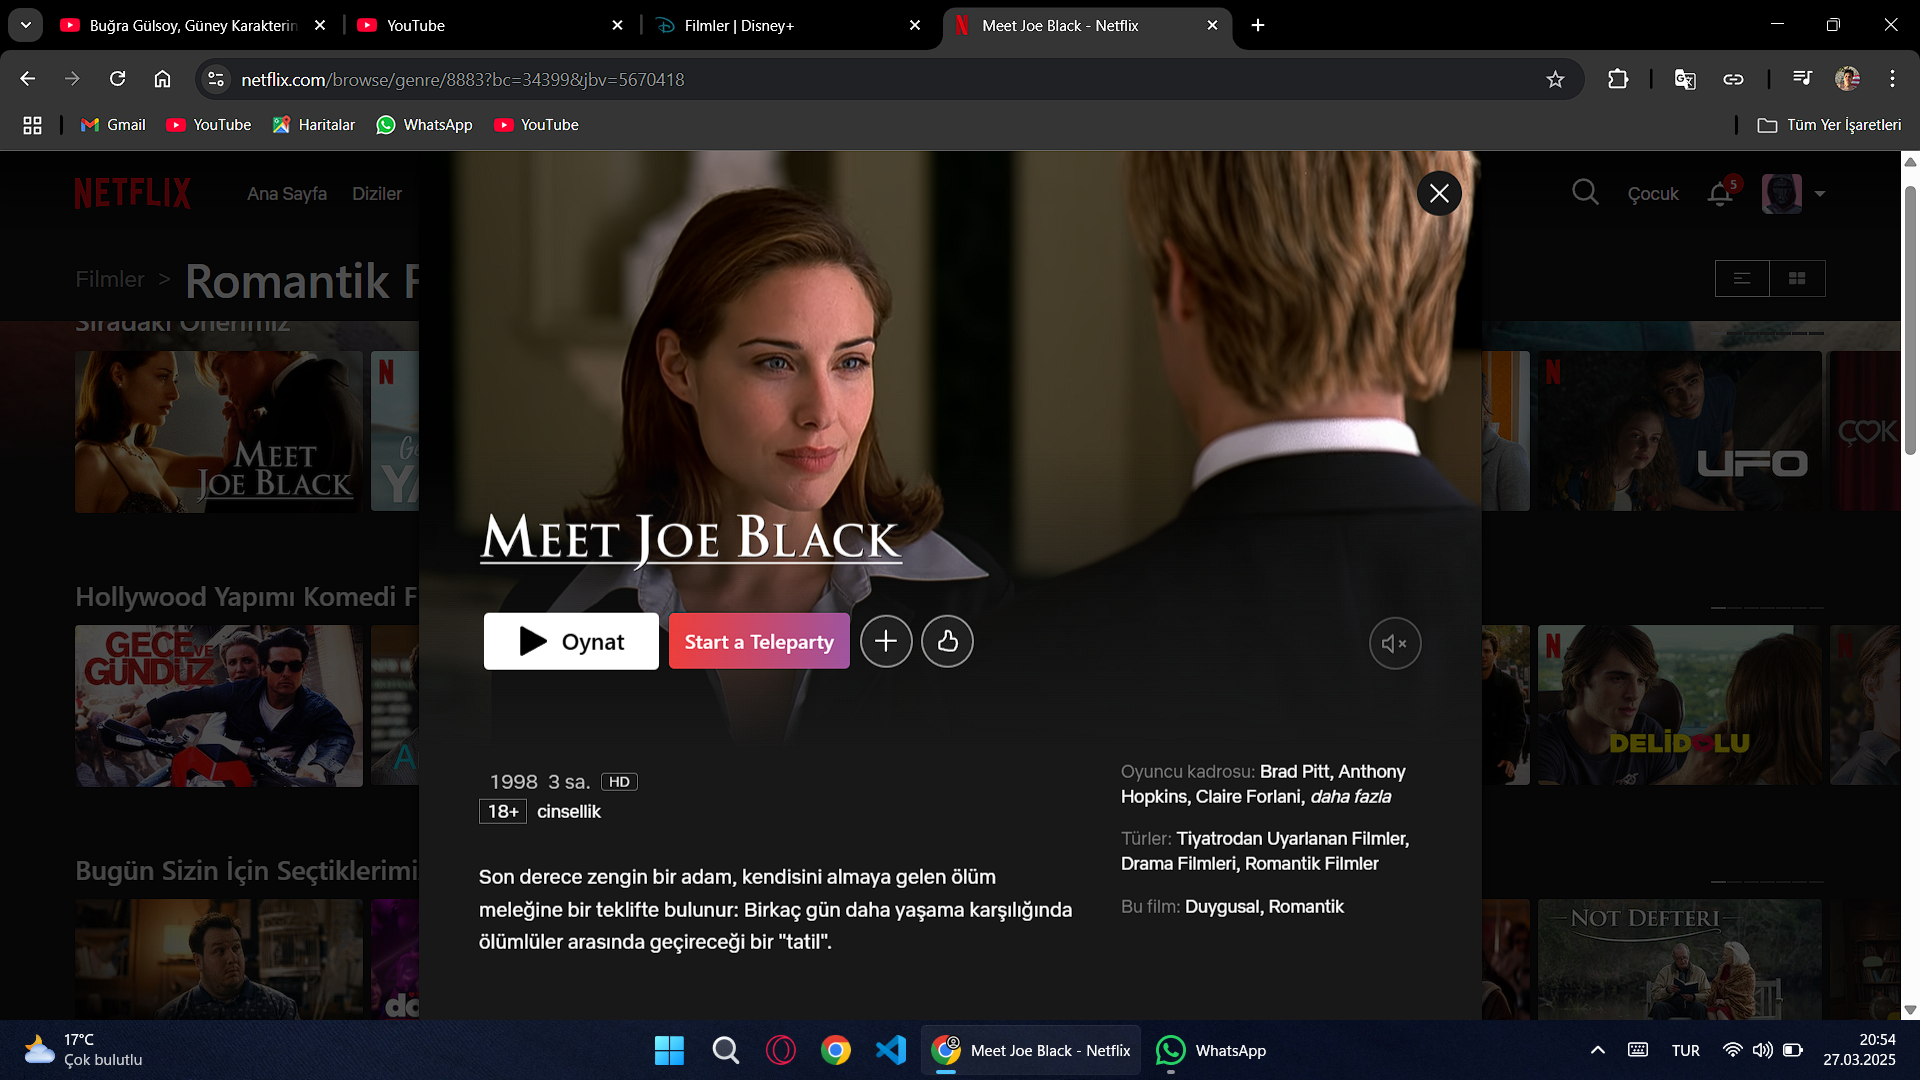 Buğra Gülsoy, Güney Karakterin
YouTube
Filmler | Disney+
Meet Joe Black - Netflix
netflix.com/browse/genre/8883?bc=34399&jbv=5670418
Gmail
YouTube
Haritalar
WhatsApp
YouTube
Tüm Yer İşaretleri
NETFLIX
Ana Sayfa
Diziler
Çocuk
5
Filmler > Romantik F
Sıradaki Önerimiz
MEET JOE BLACK
UFO
ÇOK
Hollywood Yapımı Komedi F
GECE VE GÜNDÜZ
DELİDOLU
Bugün Sizin İçin Seçtiklerimi
NOT DEFTERİ
MEET JOE BLACK
Oynat
Start a Teleparty
1998 3 sa. HD
18+ cinsellik
Son derece zengin bir adam, kendisini almaya gelen ölüm
meleğine bir teklifte bulunur: Birkaç gün daha yaşama karşılığında
ölümlüler arasında geçireceği bir "tatil".
Oyuncu kadrosu: Brad Pitt, Anthony
Hopkins, Claire Forlani, daha fazla
Türler: Tiyatrodan Uyarlanan Filmler,
Drama Filmleri, Romantik Filmler
Bu film: Duygusal, Romantik
17°C
Çok bulutlu
Meet Joe Black - Netflix
WhatsApp
TUR
20:54
27.03.2025